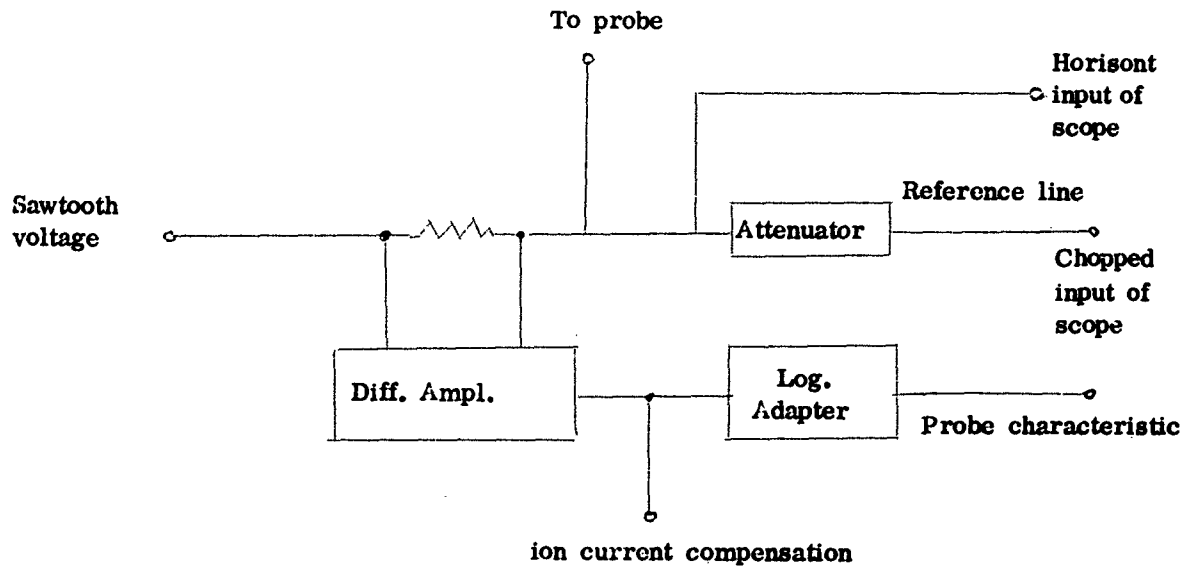 To probe
Horisont
input of
scope
Sawtooth
voltage
Reference line
Attenuator
Chopped
input of
scope
Diff. Ampl.
Log.
Adapter
Probe characteristic
ion current compensation